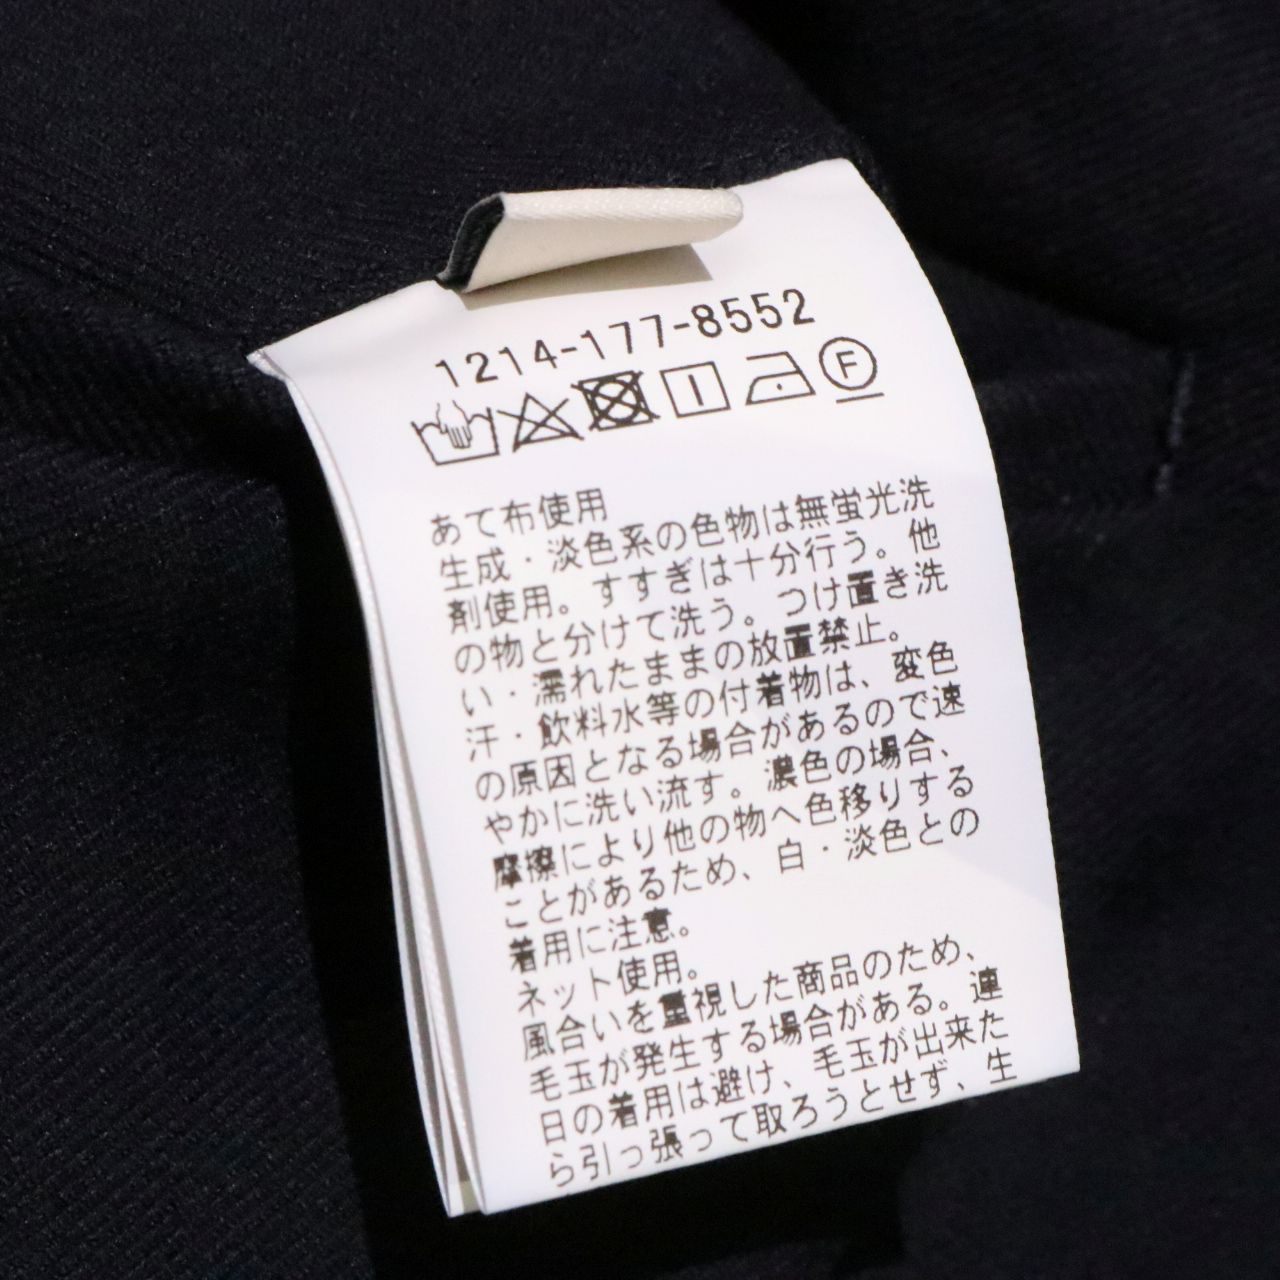 1214-177-8552
F
あて布使用
生成・淡色系の色物は無蛍光洗
剤使用。すすぎは十分行う。他
の物と分けて洗う。つけ置き洗
い・濡れたままの放置禁止。
汗・飲料水等の付着物は、変色
の原因となる場合があるので速
やかに洗い流す。濃色の場合、
摩擦により他の物へ色移りする
ことがあるため、白・淡色との
着用に注意。
ネット使用。
風合いを重視した商品のため、
毛玉が発生する場合がある。連
日の着用は避け、毛玉が出来た
ら引っ張って取ろうとせず、生